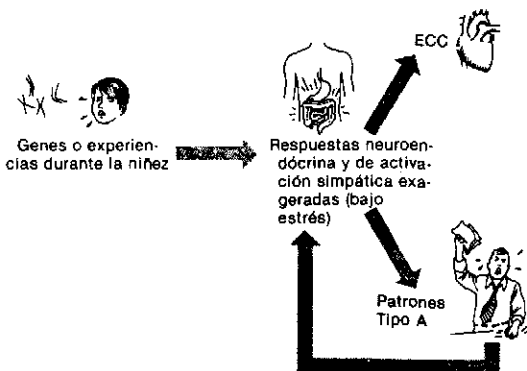 ECC
Genes o experien-
cias durante la niñez
Respuestas neuroen-
dócrina y de activa-
ción simpática exa-
geradas (bajo
estrés)
Patrones
Tipo A